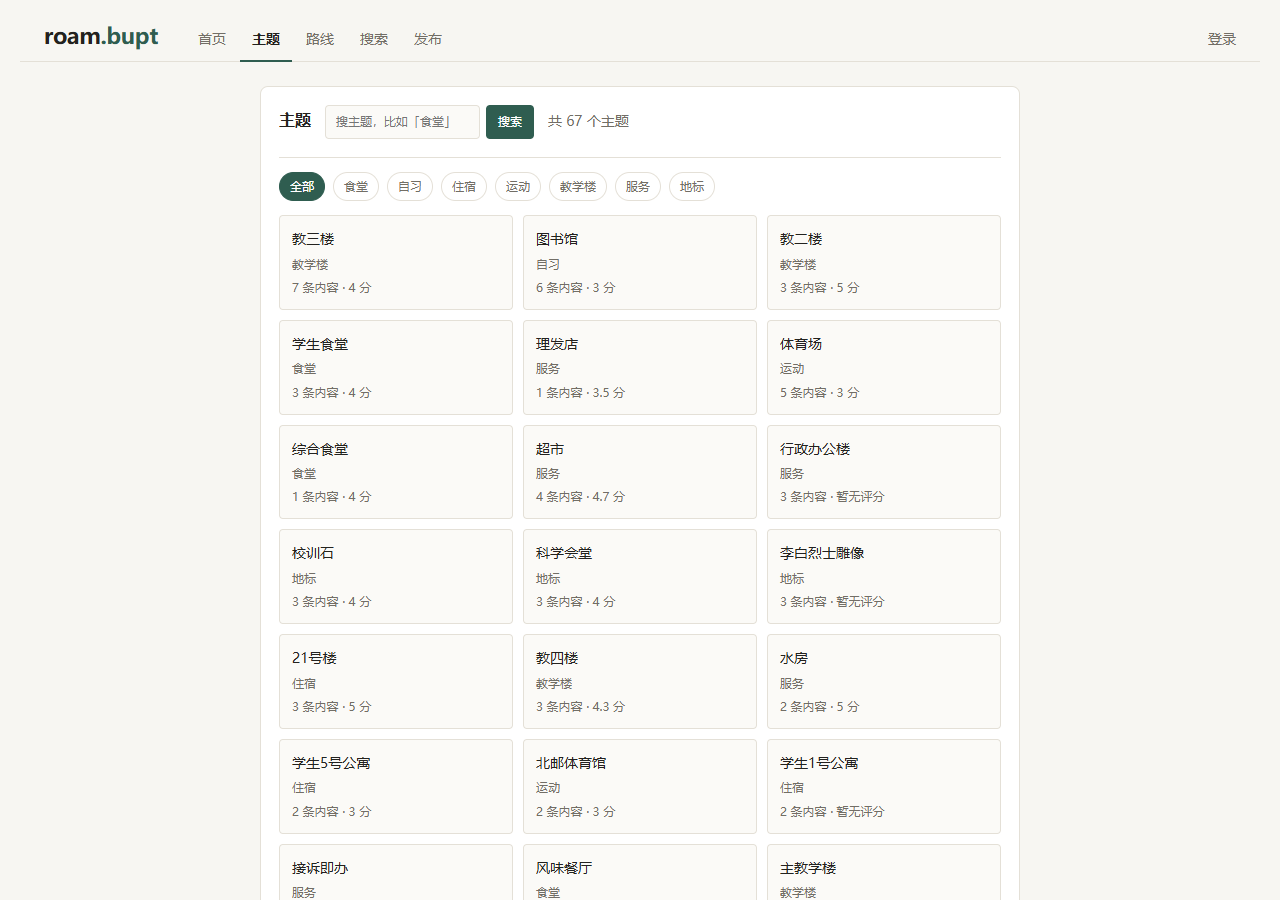 roam.bupt 首页 主题 路线 搜索 发布 登录
主题 搜主题，比如「食堂」 搜索 共 67 个主题
全部 食堂 自习 住宿 运动 教学楼 服务 地标
教三楼 图书馆 教二楼
教学楼 自习 教学楼
7 条内容 · 4 分 6 条内容 · 3 分 3 条内容 · 5 分
学生食堂 理发店 体育场
食堂 服务 运动
3 条内容 · 4 分 1 条内容 · 3.5 分 5 条内容 · 3 分
综合食堂 超市 行政办公楼
食堂 服务 服务
1 条内容 · 4 分 4 条内容 · 4.7 分 3 条内容 · 暂无评分
校训石 科学会堂 李白烈士雕像
地标 地标 地标
3 条内容 · 4 分 3 条内容 · 4 分 3 条内容 · 暂无评分
21号楼 教四楼 水房
住宿 教学楼 服务
3 条内容 · 5 分 3 条内容 · 4.3 分 2 条内容 · 5 分
学生5号公寓 北邮体育馆 学生1号公寓
住宿 运动 住宿
2 条内容 · 3 分 2 条内容 · 3 分 2 条内容 · 暂无评分
接诉即办 风味餐厅 主教学楼
服务 食堂 教学楼